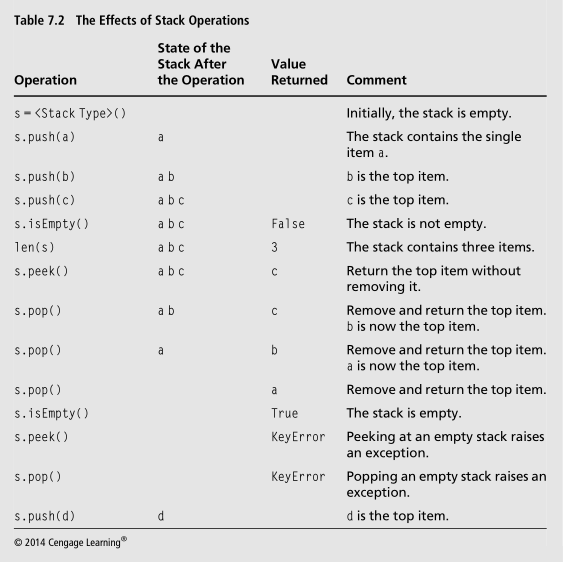 Table 7.2 The Effects of Stack Operations
Operation State of the Stack After the Operation Value Returned Comment
s = <Stack Type>() Initially, the stack is empty.
s.push(a) a The stack contains the single item a.
s.push(b) a b b is the top item.
s.push(c) a b c c is the top item.
s.isEmpty() a b c False The stack is not empty.
len(s) a b c 3 The stack contains three items.
s.peek() a b c c Return the top item without removing it.
s.pop() a b c Remove and return the top item. b is now the top item.
s.pop() a b Remove and return the top item. a is now the top item.
s.pop() a Remove and return the top item.
s.isEmpty() True The stack is empty.
s.peek() KeyError Peeking at an empty stack raises an exception.
s.pop() KeyError Popping an empty stack raises an exception.
s.push(d) d d is the top item.
© 2014 Cengage Learning®